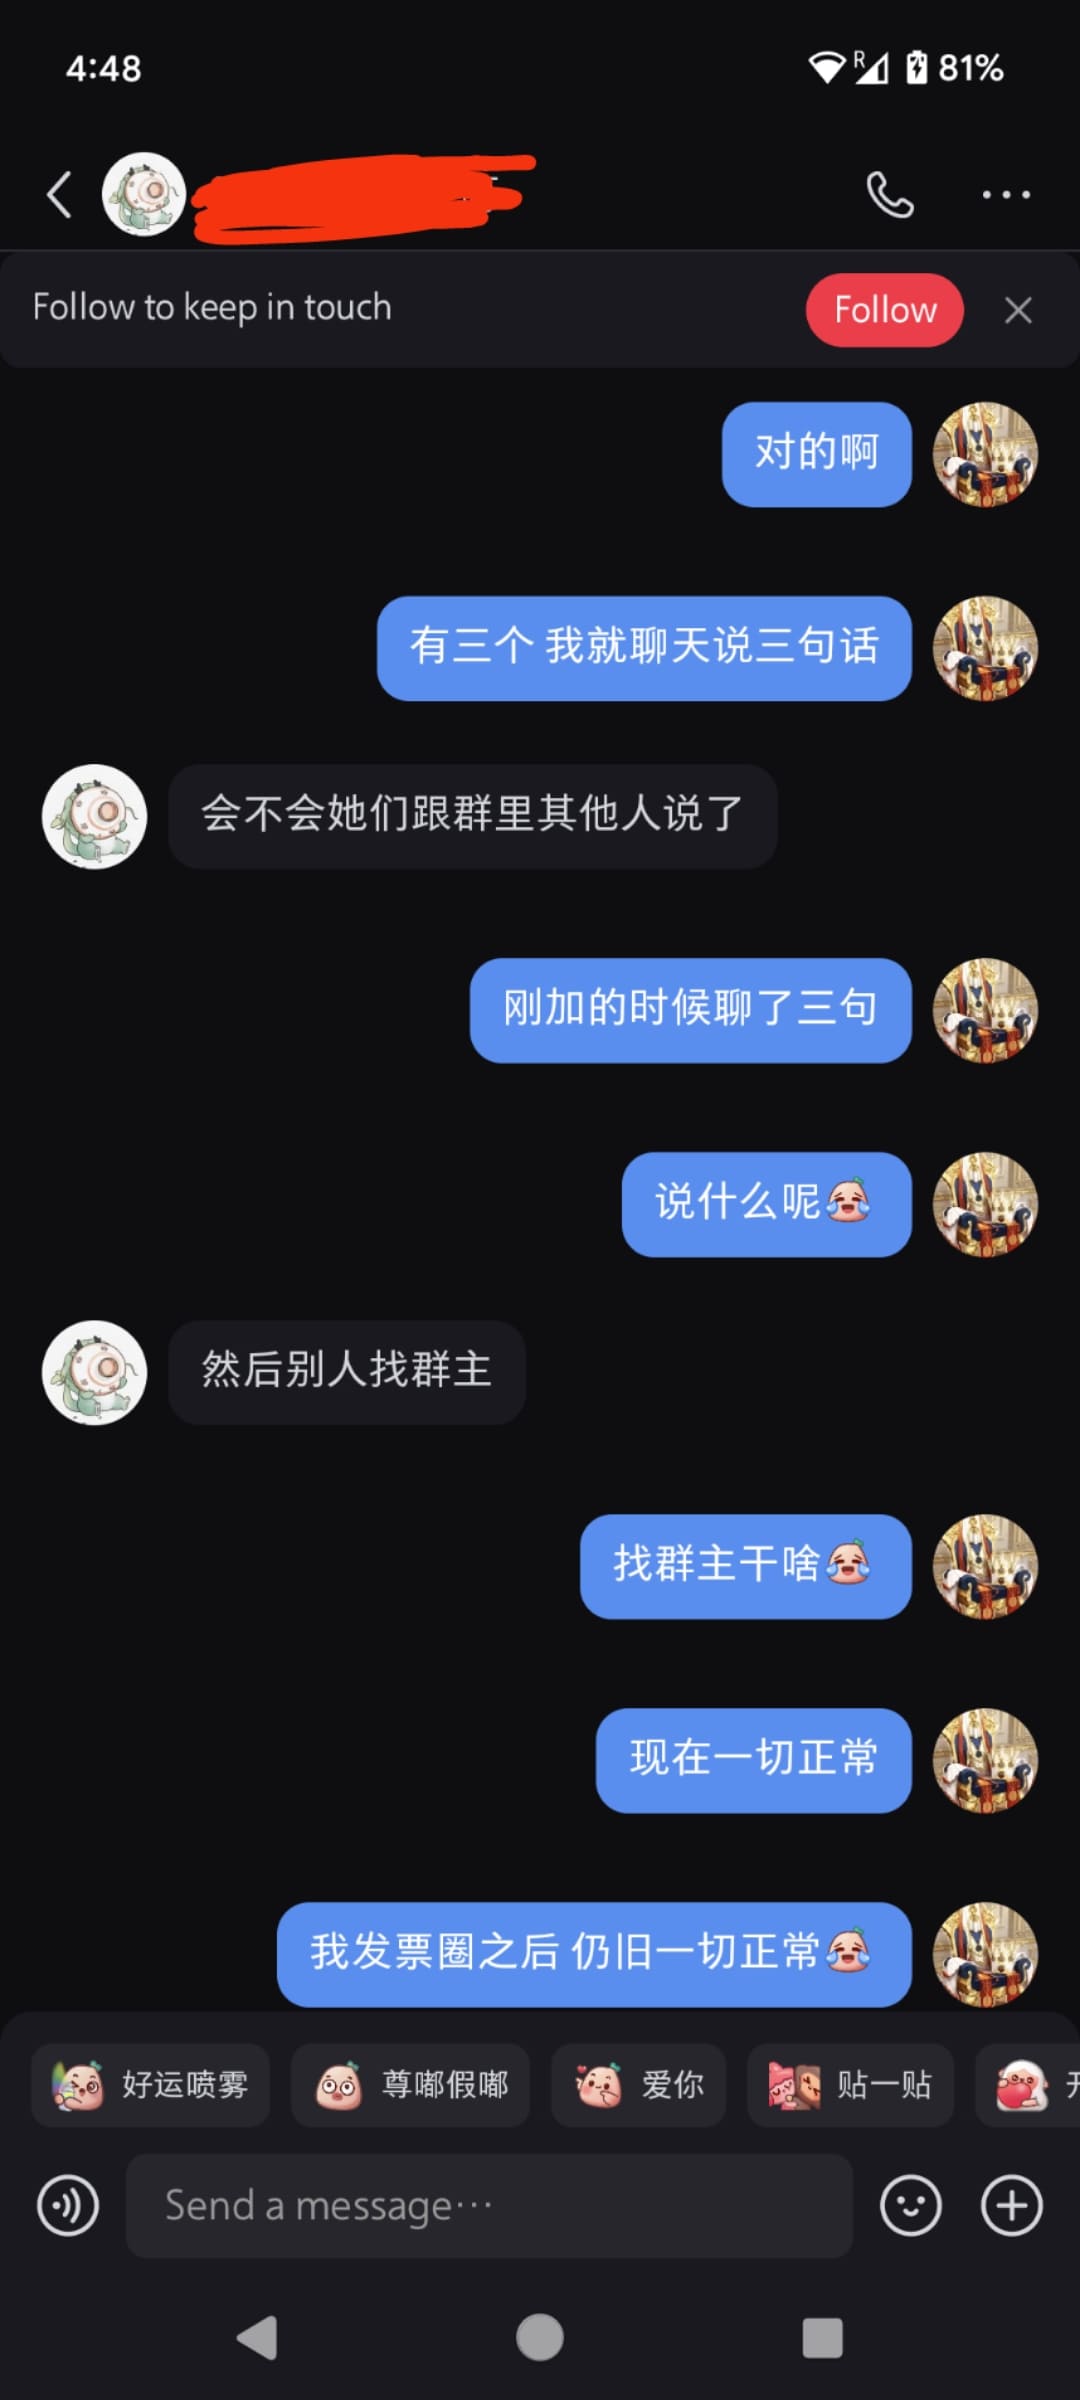 4:48
R
81%
Follow to keep in touch
Follow
对的啊
有三个 我就聊天说三句话
会不会她们跟群里其他人说了
刚加的时候聊了三句
说什么呢
然后别人找群主
找群主干啥
现在一切正常
我发票圈之后 仍旧一切正常
好运喷雾
尊嘟假嘟
爱你
贴一贴
Send a message···